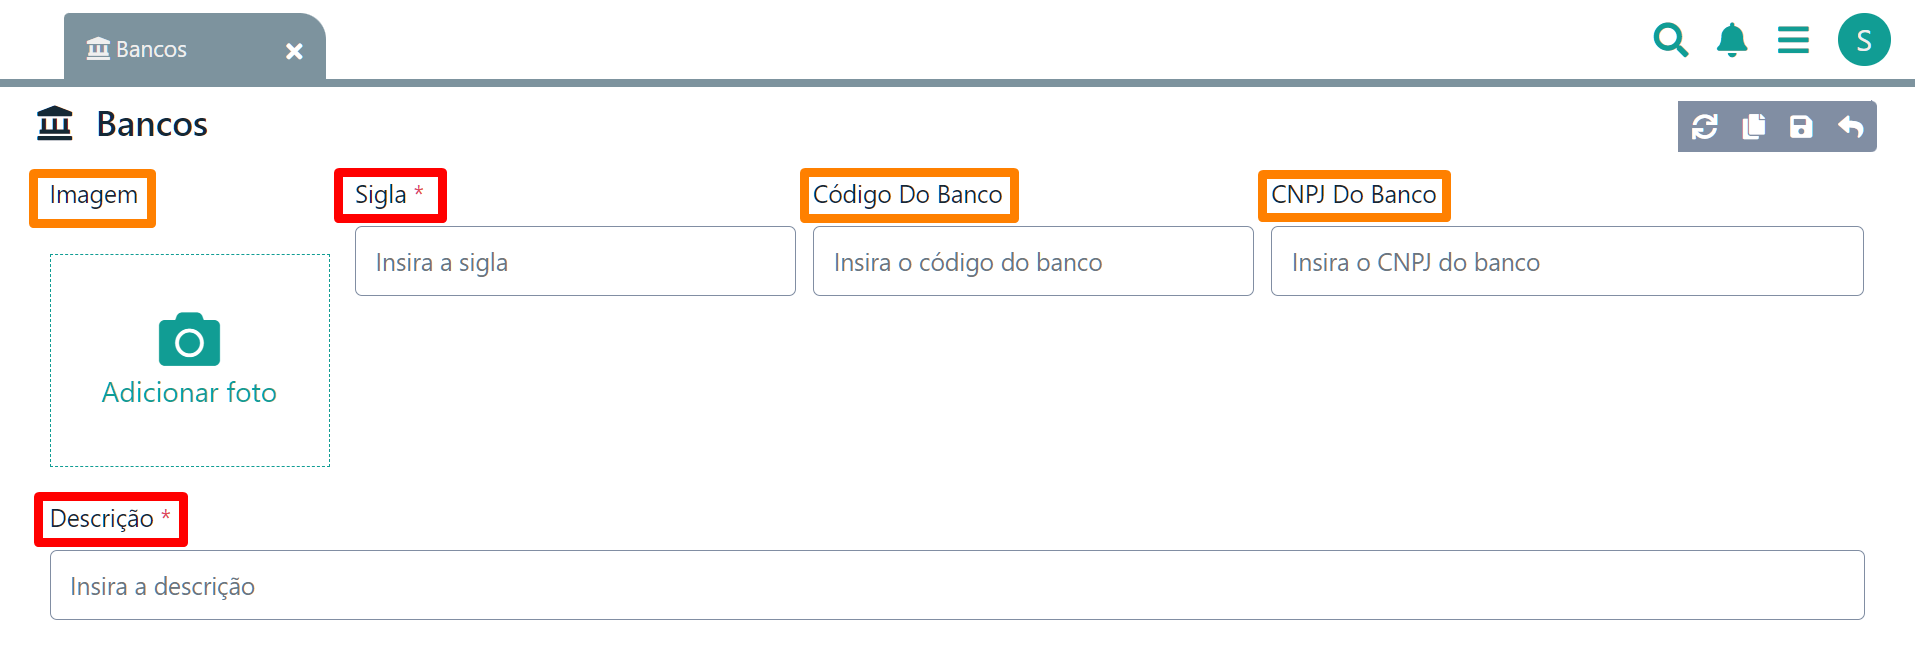 Bancos
S
Bancos
Imagem
Sigla *
Código Do Banco
CNPJ Do Banco
Insira a sigla
Insira o código do banco
Insira o CNPJ do banco
Adicionar foto
Descrição *
Insira a descrição